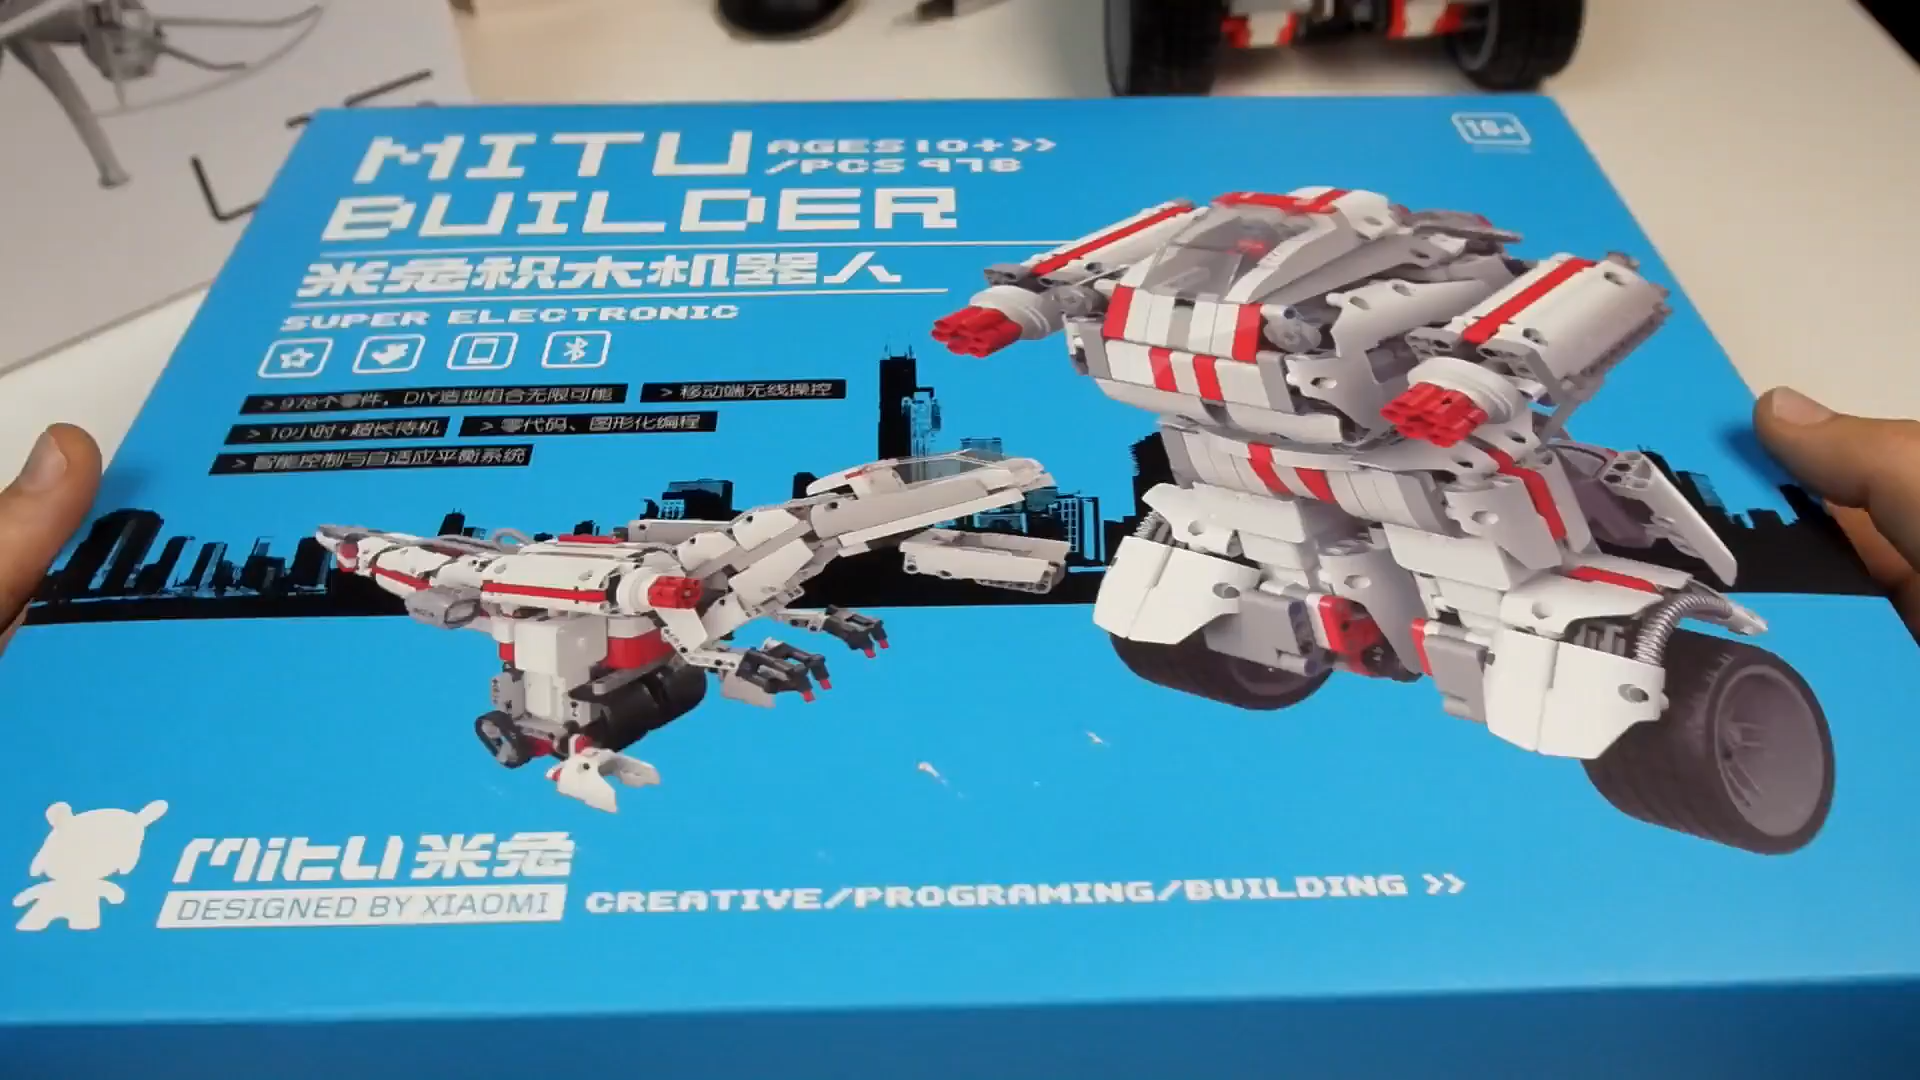 MITU
AGES 10+ >>
/PCS 978
BUILDER
10+
米兔积木机器人
SUPER ELECTRONIC
> 978个零件，DIY造型组合无限可能
> 移动端无线操控
> 10小时+超长待机
> 零代码、图形化编程
> 智能控制与自适应平衡系统
MITU 米兔
DESIGNED BY XIAOMI
CREATIVE/PROGRAMING/BUILDING >>